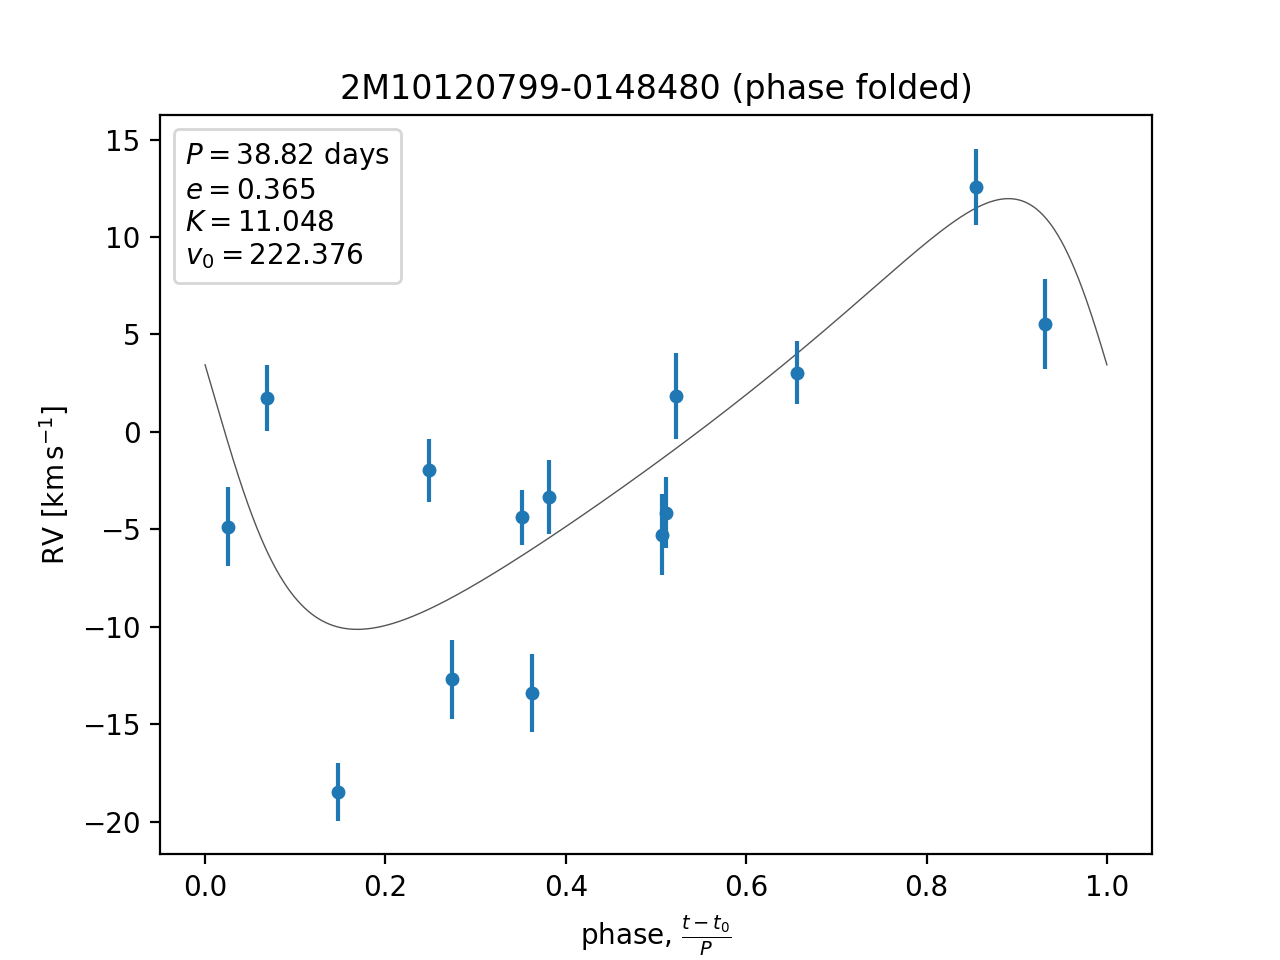 2M10120799-0148480 (phase folded)
P = 38.82 days
e = 0.365
K = 11.048
v₀ = 222.376
15
10
5
0
−5
−10
−15
−20
RV [km s⁻¹]
0.0 0.2 0.4 0.6 0.8 1.0
phase, (t − t₀)/P